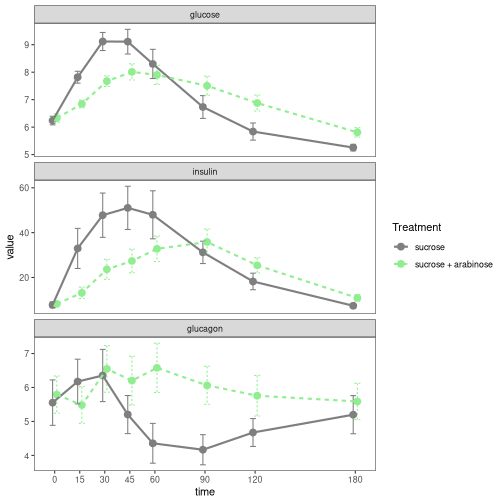 glucose
9
8
7
6
5
insulin
60
40
20
value
glucagon
7
6
5
4
0 15 30 45 60 90 120 180
time
Treatment
sucrose
sucrose + arabinose